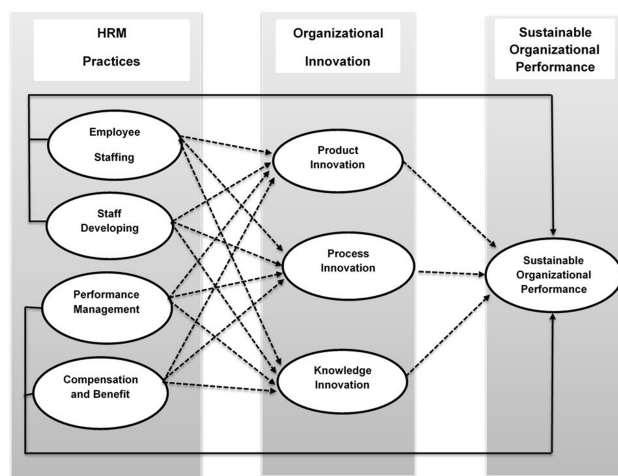 HRM
Practices
Organizational
Innovation
Sustainable
Organizational
Performance
Employee
Staffing
Staff
Developing
Performance
Management
Compensation
and Benefit
Product
Innovation
Process
Innovation
Knowledge
Innovation
Sustainable
Organizational
Performance